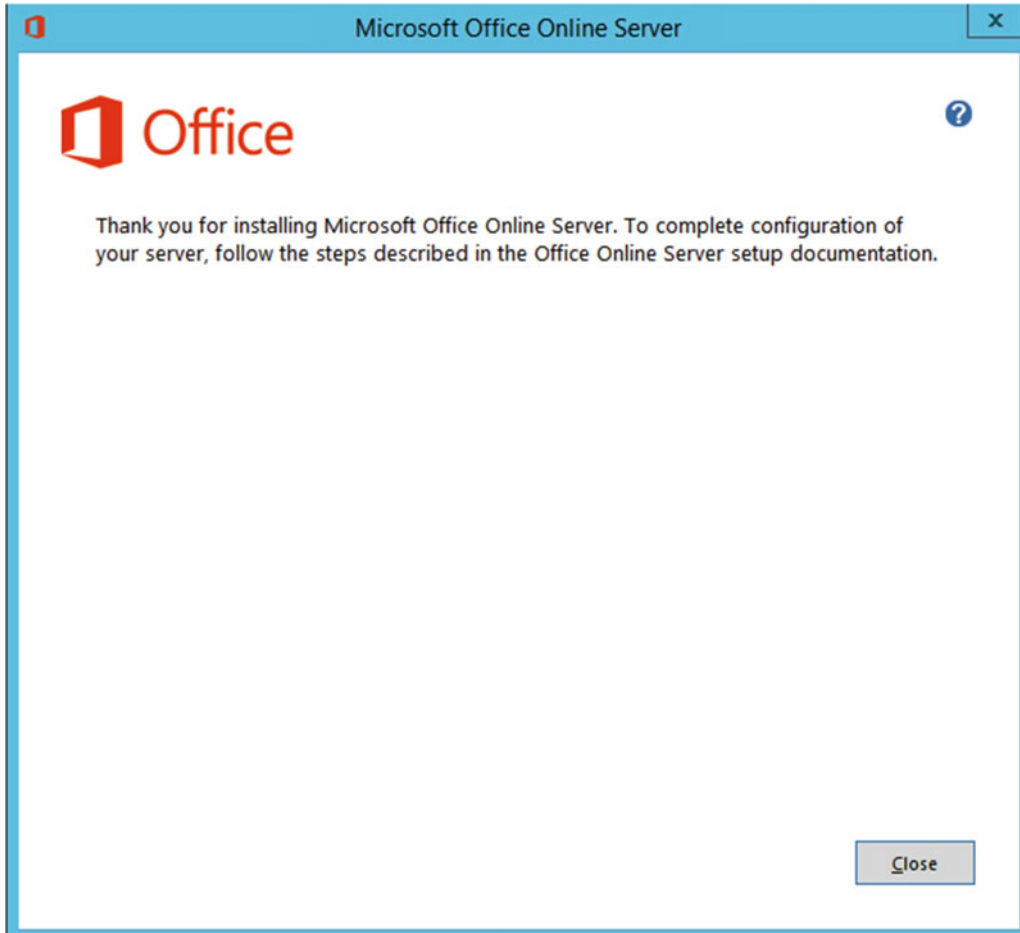 Microsoft Office Online Server
x
Office
?
Thank you for installing Microsoft Office Online Server. To complete configuration of
your server, follow the steps described in the Office Online Server setup documentation.
Close